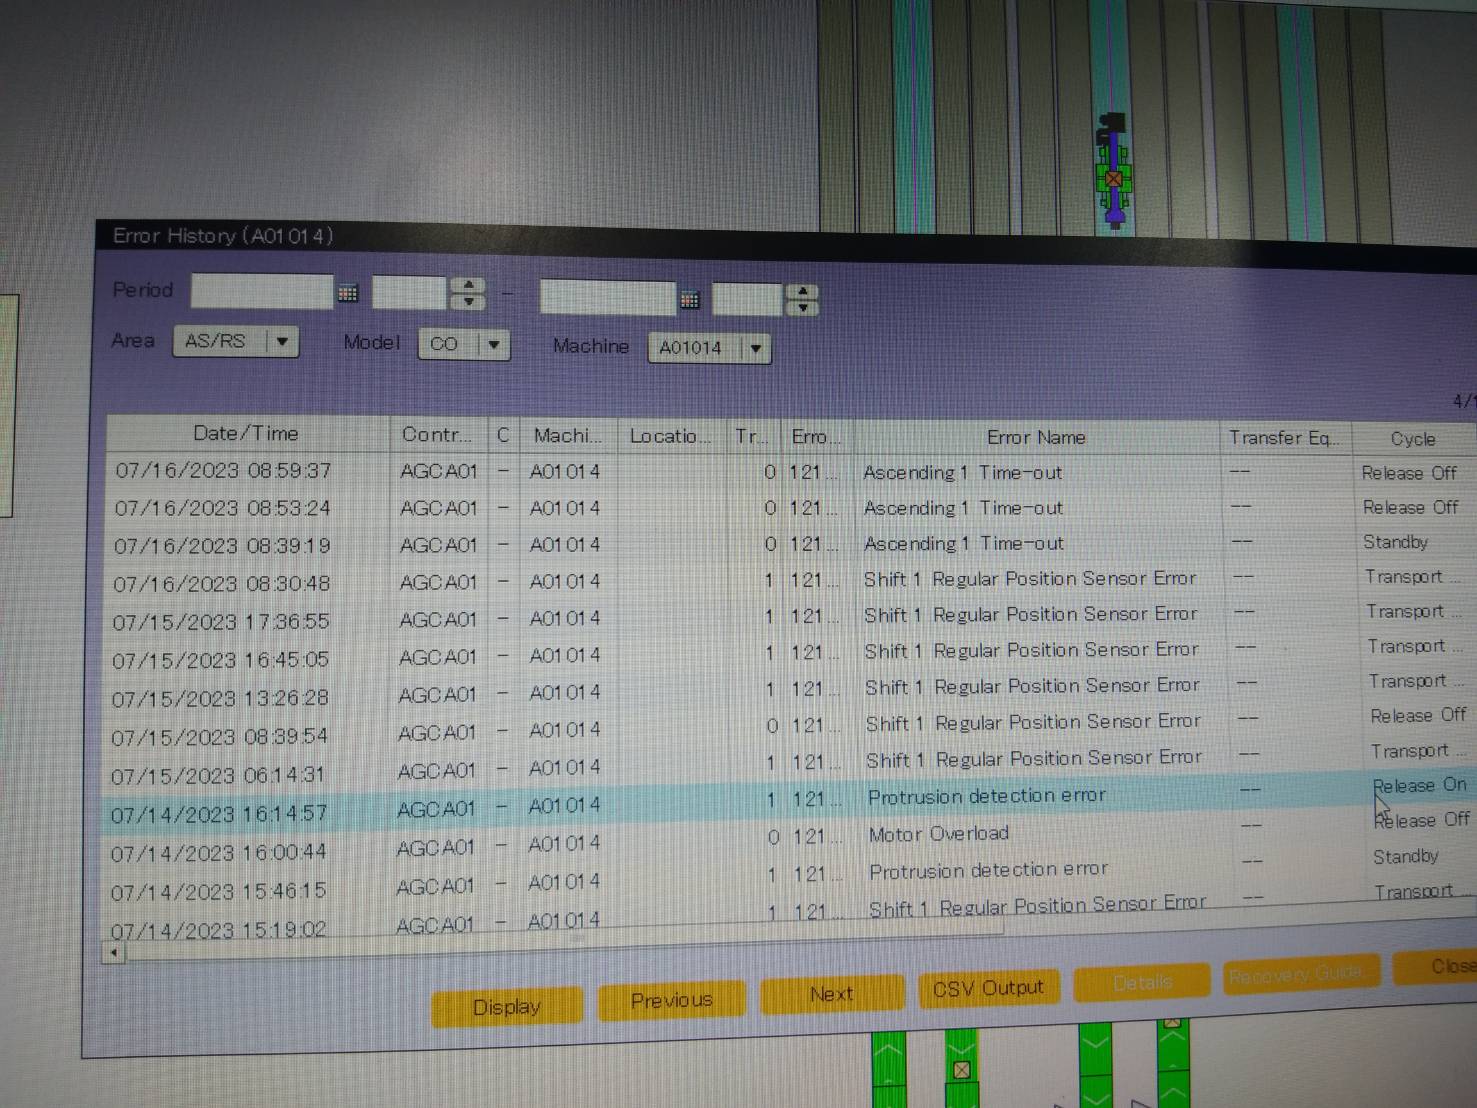 Error History (A01014)
Period –
Area AS/RS Model CO Machine A01014
4/1
Date/Time Contr... C Machi... Locatio... Tr... Erro... Error Name Transfer Eq... Cycle
07/16/2023 08:59:37 AGCA01 – A01014 0 121... Ascending 1 Time-out -- Release Off
07/16/2023 08:53:24 AGCA01 – A01014 0 121... Ascending 1 Time-out -- Release Off
07/16/2023 08:39:19 AGCA01 – A01014 0 121... Ascending 1 Time-out -- Standby
07/16/2023 08:30:48 AGCA01 – A01014 1 121... Shift 1 Regular Position Sensor Error -- Transport ...
07/15/2023 17:36:55 AGCA01 – A01014 1 121... Shift 1 Regular Position Sensor Error -- Transport ...
07/15/2023 16:45:05 AGCA01 – A01014 1 121... Shift 1 Regular Position Sensor Error -- Transport ...
07/15/2023 13:26:28 AGCA01 – A01014 1 121... Shift 1 Regular Position Sensor Error -- Transport ...
07/15/2023 08:39:54 AGCA01 – A01014 0 121... Shift 1 Regular Position Sensor Error -- Release Off
07/15/2023 06:14:31 AGCA01 – A01014 1 121... Shift 1 Regular Position Sensor Error -- Transport ...
07/14/2023 16:14:57 AGCA01 – A01014 1 121... Protrusion detection error -- Release On
07/14/2023 16:00:44 AGCA01 – A01014 0 121... Motor Overload -- Release Off
07/14/2023 15:46:15 AGCA01 – A01014 1 121... Protrusion detection error -- Standby
07/14/2023 15:19:02 AGCA01 – A01014 1 121... Shift 1 Regular Position Sensor Error -- Transport ...
Display Previous Next CSV Output Details Recovery Guida... Close